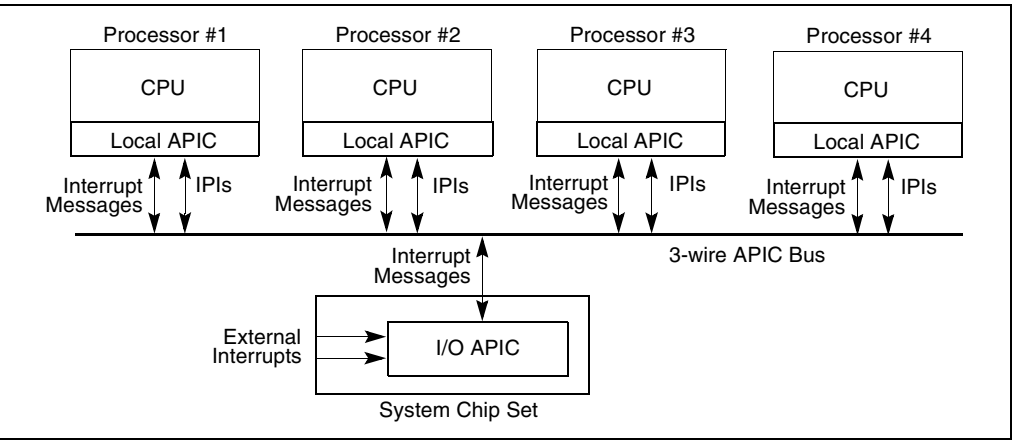 Processor #1
Processor #2
Processor #3
Processor #4
CPU
CPU
CPU
CPU
Local APIC
Local APIC
Local APIC
Local APIC
Interrupt
Messages
IPIs
Interrupt
Messages
IPIs
Interrupt
Messages
IPIs
Interrupt
Messages
IPIs
Interrupt
Messages
3-wire APIC Bus
External
Interrupts
I/O APIC
System Chip Set